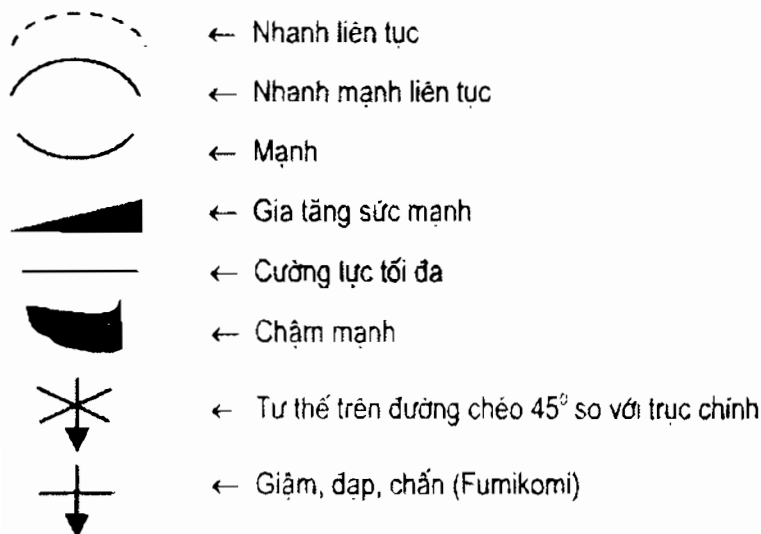 ← Nhanh liên tục
← Nhanh mạnh liên tục
← Mạnh
← Gia tăng sức mạnh
← Cường lực tối đa
← Chậm mạnh
← Tư thế trên đường chéo 45° so với trục chính
← Giậm, đạp, chấn (Fumikomi)